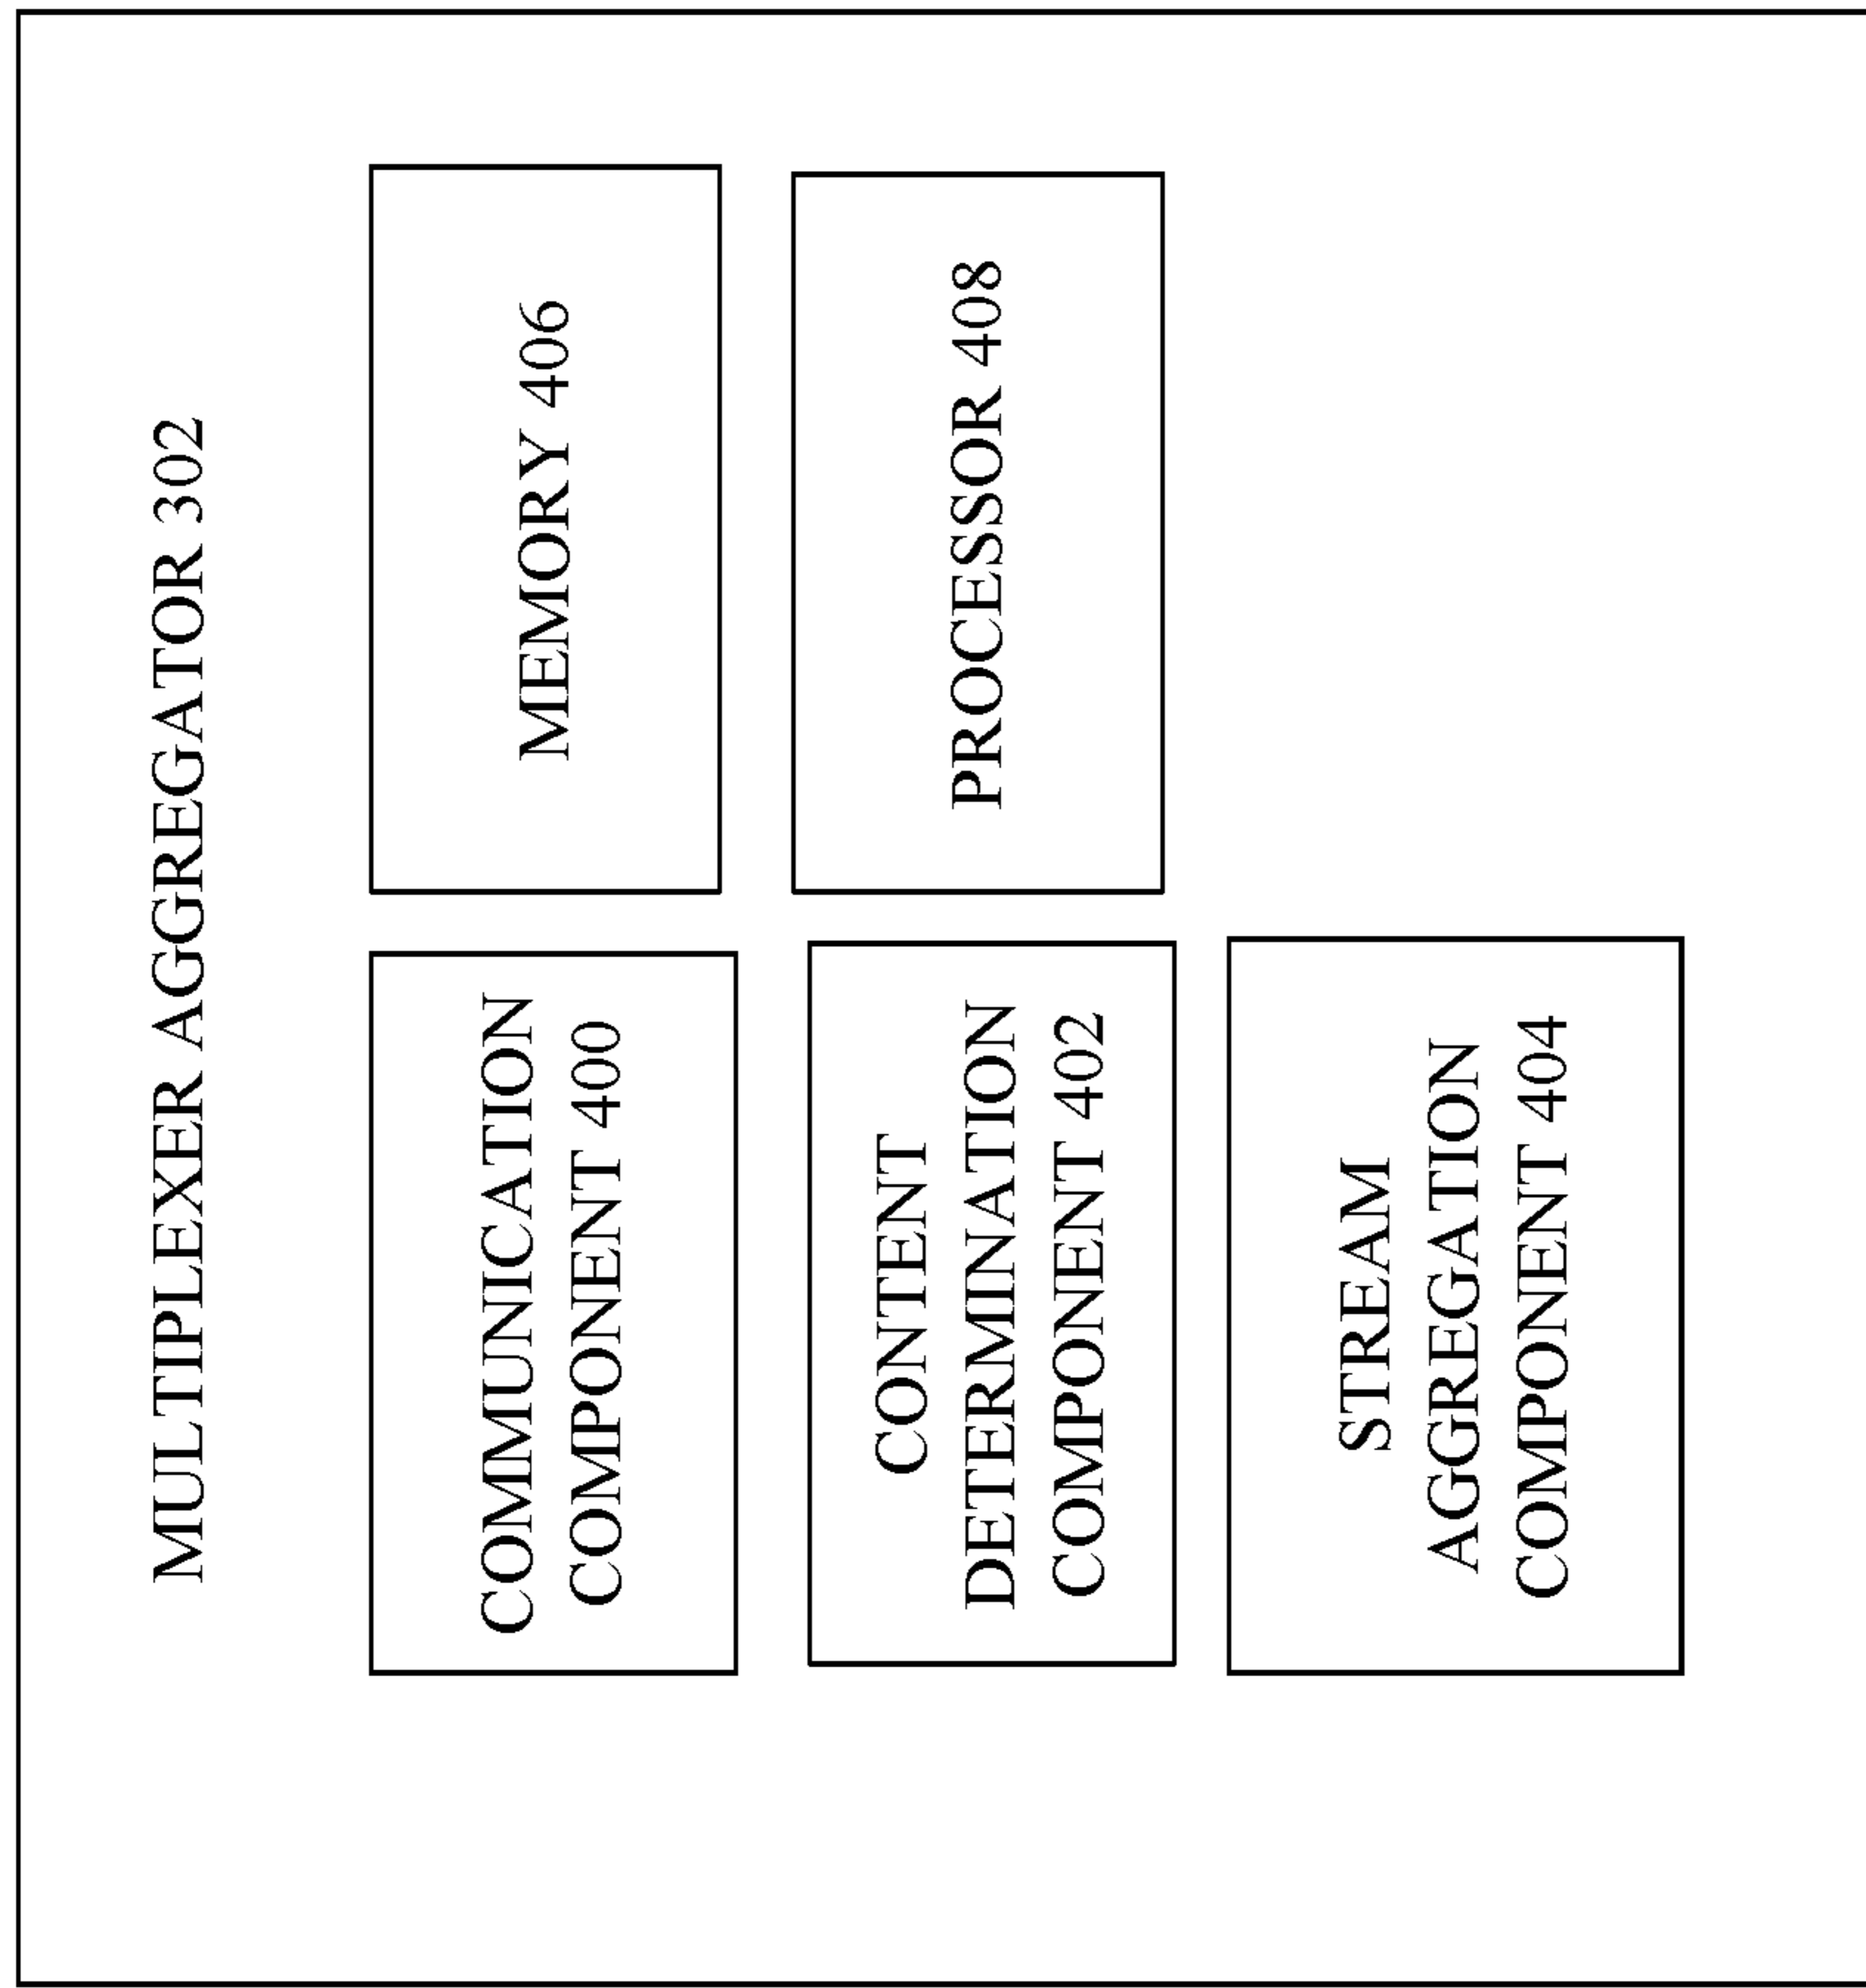 MULTIPLEXER AGGREGATOR 302
COMMUNICATION
COMPONENT 400
MEMORY 406
CONTENT
DETERMINATION
COMPONENT 402
PROCESSOR 408
STREAM
AGGREGATION
COMPONENT 404